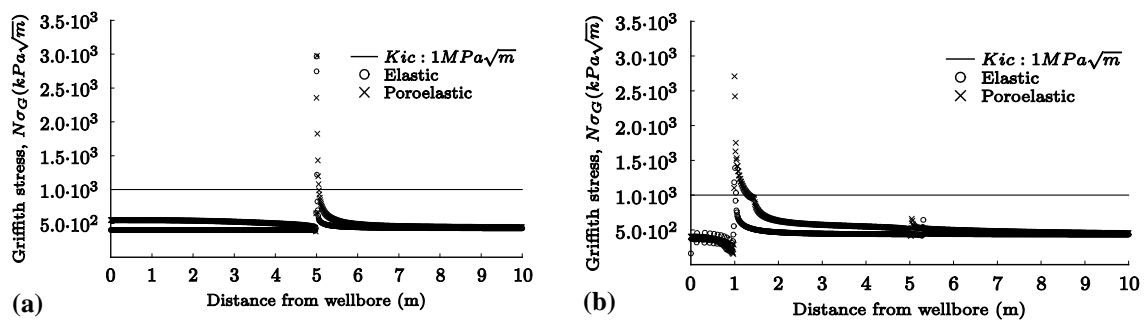 Griffith stress, Nσ_G(kPa√m)
3.5·10³
3.0·10³
2.5·10³
2.0·10³
1.5·10³
1.0·10³
5.0·10²
Kic : 1MPa√m
Elastic
Poroelastic
0 1 2 3 4 5 6 7 8 9 10
Distance from wellbore (m)
(a)
Griffith stress, Nσ_G(kPa√m)
3.5·10³
3.0·10³
2.5·10³
2.0·10³
1.5·10³
1.0·10³
5.0·10²
Kic : 1MPa√m
Elastic
Poroelastic
0 1 2 3 4 5 6 7 8 9 10
Distance from wellbore (m)
(b)